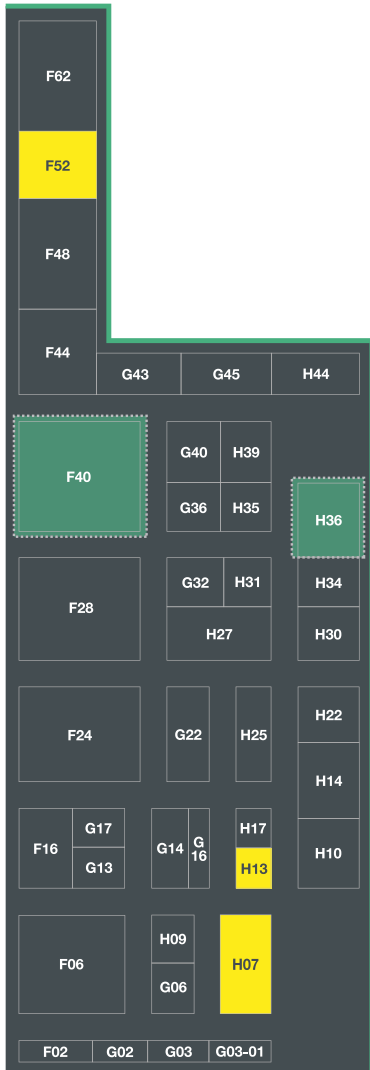 F62
F52
F48
F44
G43 G45 H44
F40
G40 H39
G36 H35
H36
F28
G32 H31
H27
H34
H30
F24
G22
H25
H22
H14
H10
F16
G17
G13
G14
G
16
H17
H13
F06
H09
G06
H07
F02 G02 G03 G03-01